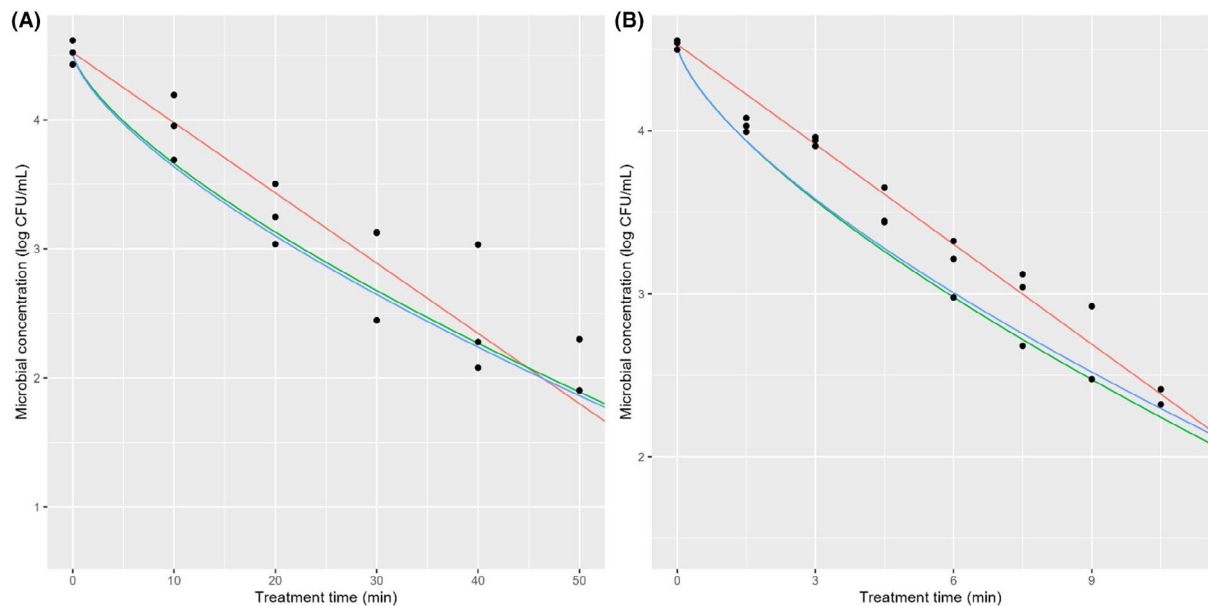 (A)
Microbial concentration (log CFU/mL)
4
3
2
1
0 10 20 30 40 50
Treatment time (min)
(B)
Microbial concentration (log CFU/mL)
4
3
2
0 3 6 9
Treatment time (min)